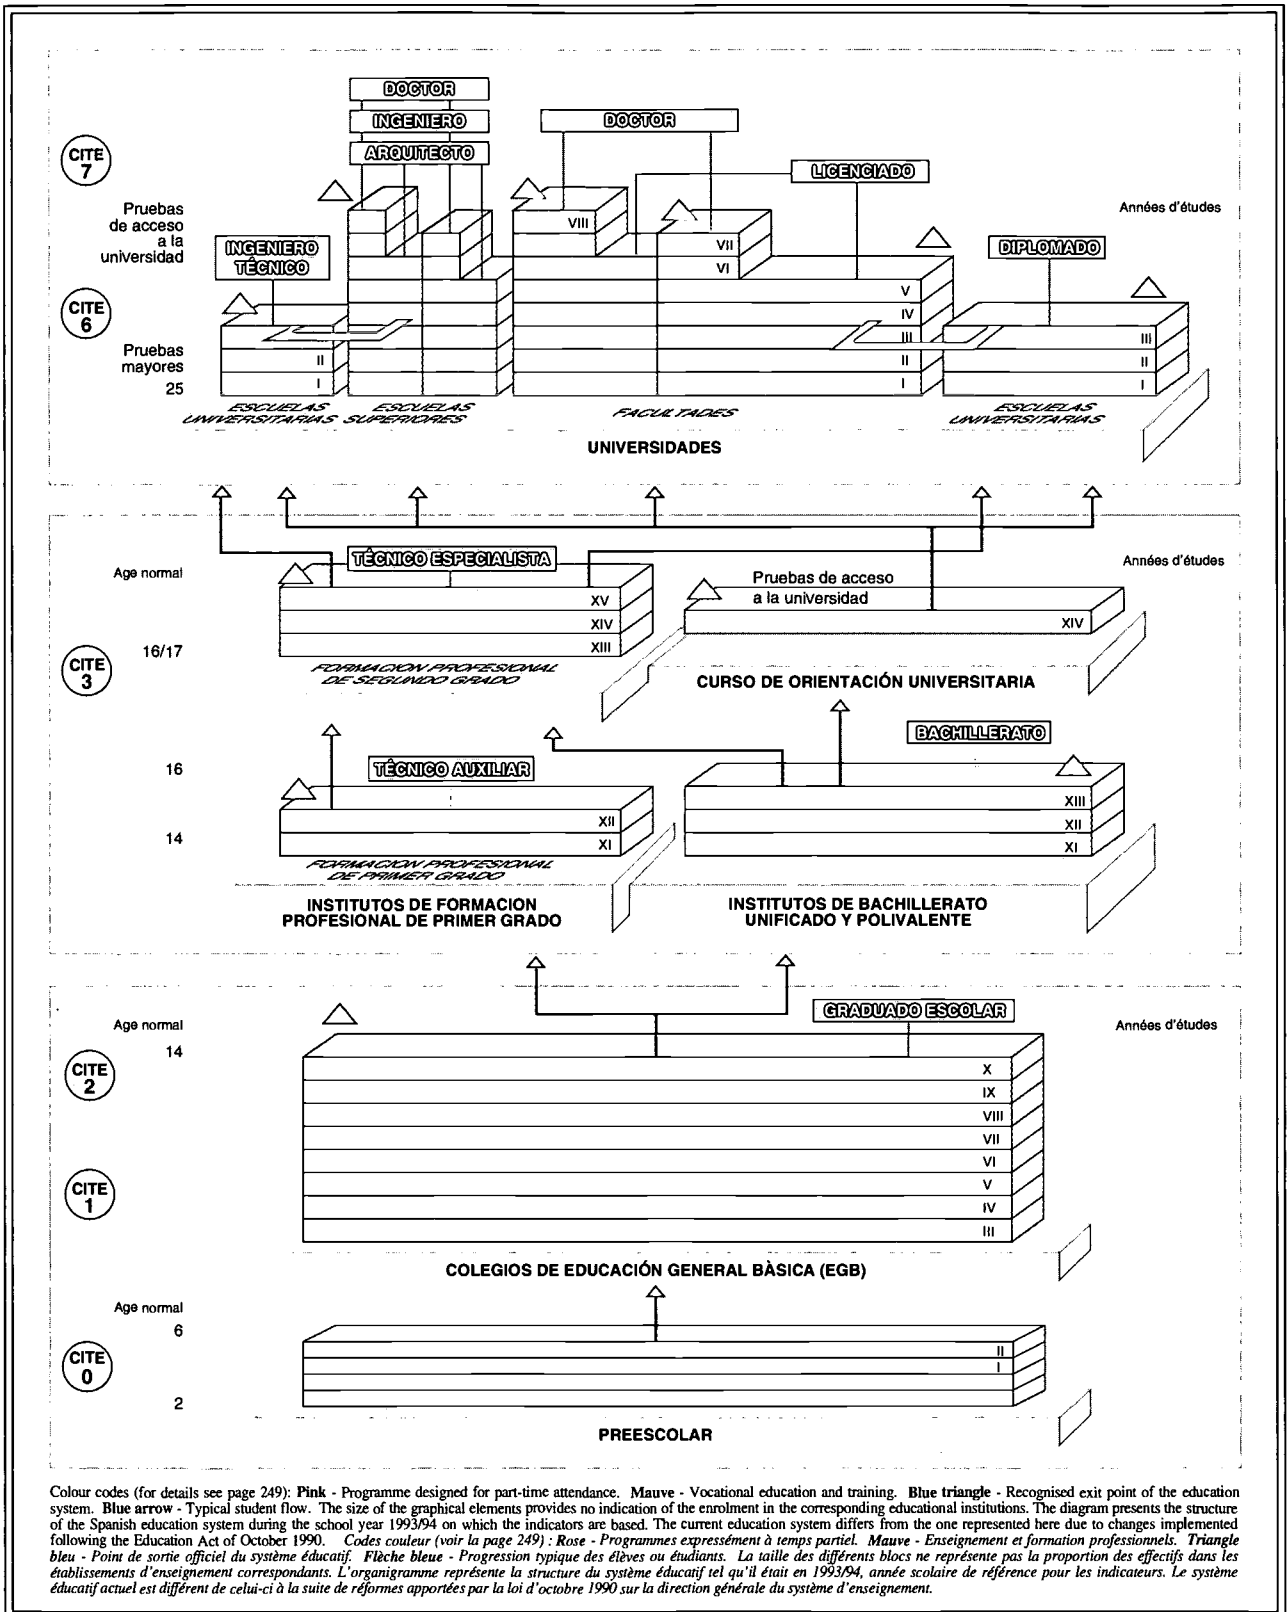 DOCTOR
INGENIERO
ARQUITECTO
DOCTOR
LICENCIADO
CITE
7
Pruebas
de acceso
a la
universidad
Années d'études
INGENIERO
TÉCNICO
DIPLOMADO
VIII
VII
VI
V
IV
III
II
I
CITE
6
Pruebas
mayores
25
II
I
III
II
I
ESCUELAS
UNIVERSITARIAS
ESCUELAS
SUPERIORES
FACULTADES
ESCUELAS
UNIVERSITARIAS
UNIVERSIDADES
Age normal
TÉCNICO ESPECIALISTA
Années d'études
Pruebas de acceso
a la universidad
XV
XIV
XIII
XIV
16/17
CITE
3
FORMACION PROFESIONAL
DE SEGUNDO GRADO
CURSO DE ORIENTACIÓN UNIVERSITARIA
BACHILLERATO
16
TÉCNICO AUXILIAR
XII
XI
XIII
XII
XI
14
FORMACION PROFESIONAL
DE PRIMER GRADO
INSTITUTOS DE FORMACION
PROFESIONAL DE PRIMER GRADO
INSTITUTOS DE BACHILLERATO
UNIFICADO Y POLIVALENTE
Age normal
GRADUADO ESCOLAR
Années d'études
14
CITE
2
X
IX
VIII
VII
VI
V
IV
III
CITE
1
COLEGIOS DE EDUCACIÓN GENERAL BÀSICA (EGB)
Age normal
6
CITE
0
II
I
2
PREESCOLAR
Colour codes (for details see page 249): Pink - Programme designed for part-time attendance. Mauve - Vocational education and training. Blue triangle - Recognised exit point of the education
system. Blue arrow - Typical student flow. The size of the graphical elements provides no indication of the enrolment in the corresponding educational institutions. The diagram presents the structure
of the Spanish education system during the school year 1993/94 on which the indicators are based. The current education system differs from the one represented here due to changes implemented
following the Education Act of October 1990. Codes couleur (voir la page 249) : Rose - Programmes expressément à temps partiel. Mauve - Enseignement et formation professionnels. Triangle
bleu - Point de sortie officiel du système éducatif. Flèche bleue - Progression typique des élèves ou étudiants. La taille des différents blocs ne représente pas la proportion des effectifs dans les
établissements d'enseignement correspondants. L'organigramme représente la structure du système éducatif tel qu'il était en 1993/94, année scolaire de référence pour les indicateurs. Le système
éducatif actuel est différent de celui-ci à la suite de réformes apportées par la loi d'octobre 1990 sur la direction générale du système d'enseignement.